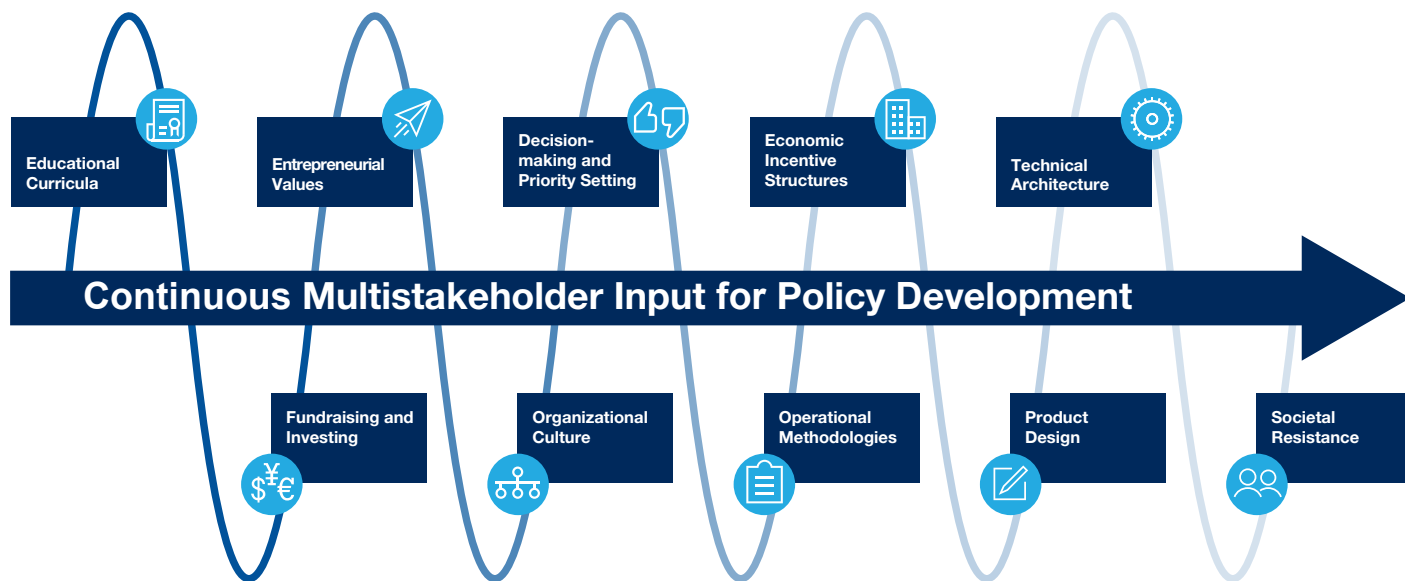 Educational
Curricula
Entrepreneurial
Values
Decision-
making and
Priority Setting
Economic
Incentive
Structures
Technical
Architecture
Continuous Multistakeholder Input for Policy Development
Fundraising and
Investing
$¥€
Organizational
Culture
Operational
Methodologies
Product
Design
Societal
Resistance